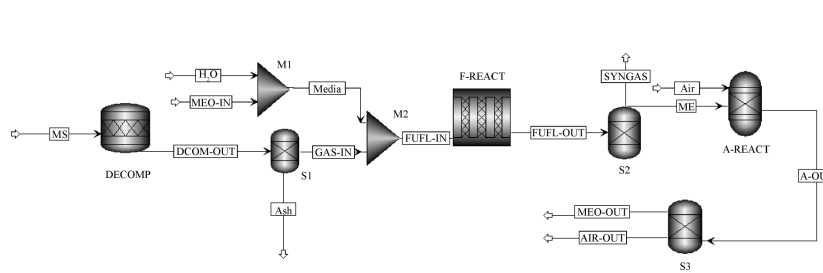 M1
F-REACT
H₂O
SYNGAS
Air
MEO-IN
Media
M2
ME
MS
FUFL-IN
FUFL-OUT
DECOMP
DCOM-OUT
GAS-IN
S1
S2
A-REACT
A-OU
Ash
MEO-OUT
AIR-OUT
S3